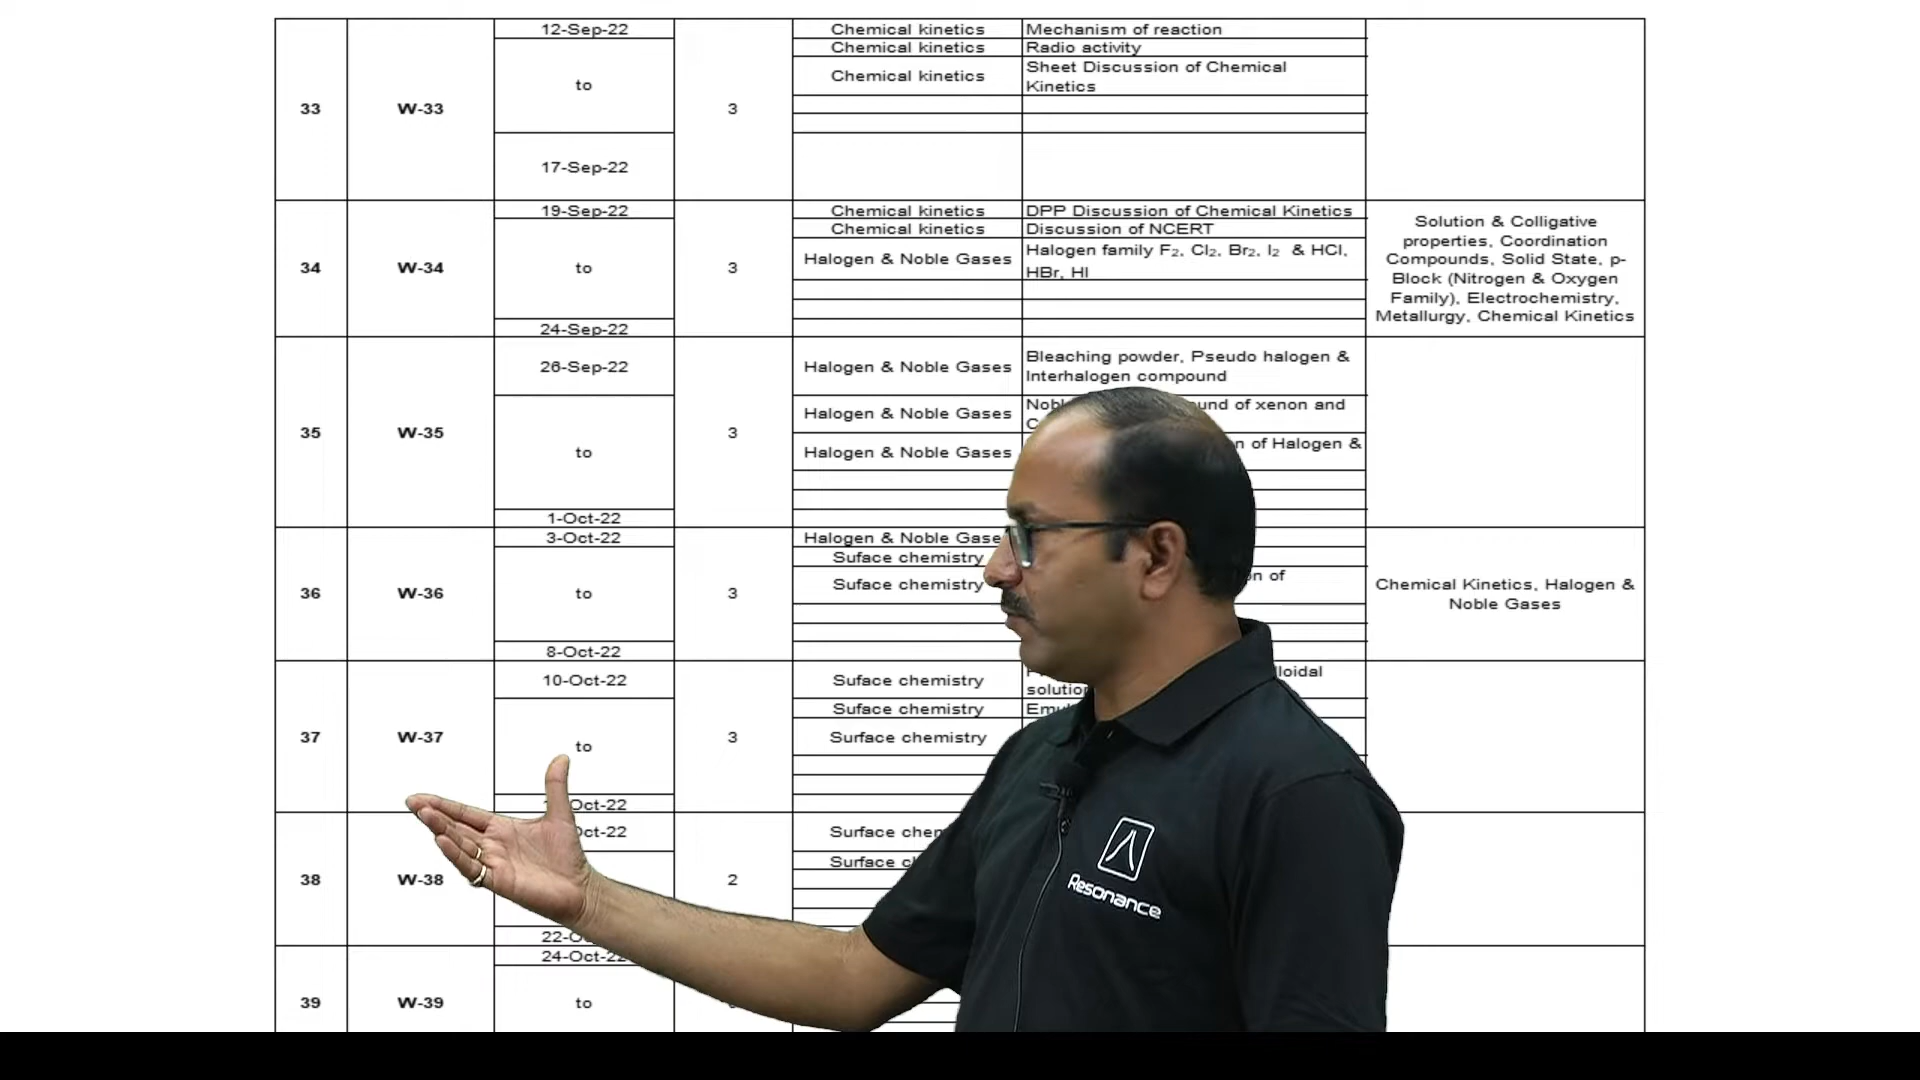 33
W-33
12-Sep-22
to
17-Sep-22
3
Chemical kinetics
Mechanism of reaction
Chemical kinetics
Radio activity
Chemical kinetics
Sheet Discussion of Chemical
Kinetics
34
W-34
19-Sep-22
to
24-Sep-22
3
Chemical kinetics
DPP Discussion of Chemical Kinetics
Chemical kinetics
Discussion of NCERT
Halogen & Noble Gases
Halogen family F₂, Cl₂, Br₂, I₂ & HCl,
HBr, HI
Solution & Colligative
properties, Coordination
Compounds, Solid State, p-
Block (Nitrogen & Oxygen
Family), Electrochemistry,
Metallurgy, Chemical Kinetics
35
W-35
26-Sep-22
to
1-Oct-22
3
Halogen & Noble Gases
Bleaching powder, Pseudo halogen &
Interhalogen compound
Halogen & Noble Gases
of xenon and
Halogen & Noble Gases
of Halogen &
36
W-36
3-Oct-22
to
8-Oct-22
3
Halogen & Noble
Suface chemistry
Suface chemistry
of
Chemical Kinetics, Halogen &
Noble Gases
37
W-37
10-Oct-22
to
Oct-22
3
Suface chemistry
Suface chemistry
Surface chemistry
38
W-38
Oct-22
2
Surface
Surface
39
W-39
24-Oct-22
to
Resonance